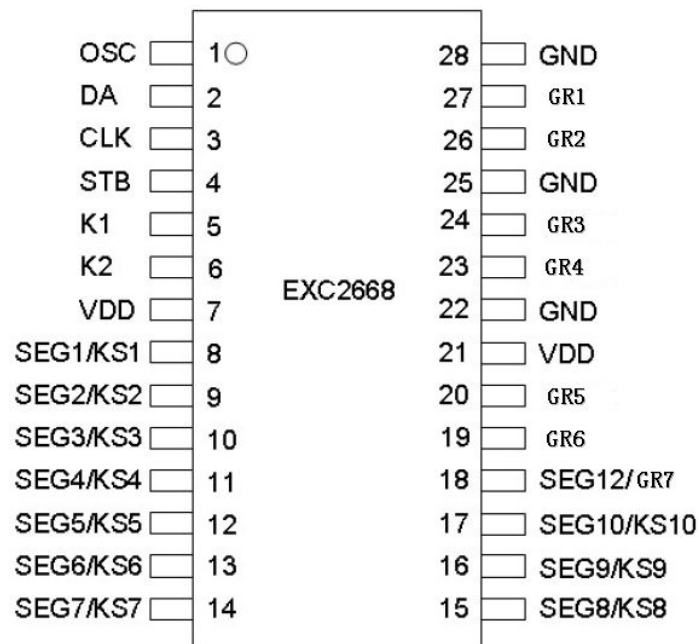 OSC 1 28 GND
DA 2 27 GR1
CLK 3 26 GR2
STB 4 25 GND
K1 5 24 GR3
K2 6 23 GR4
EXC2668
VDD 7 22 GND
SEG1/KS1 8 21 VDD
SEG2/KS2 9 20 GR5
SEG3/KS3 10 19 GR6
SEG4/KS4 11 18 SEG12/GR7
SEG5/KS5 12 17 SEG10/KS10
SEG6/KS6 13 16 SEG9/KS9
SEG7/KS7 14 15 SEG8/KS8